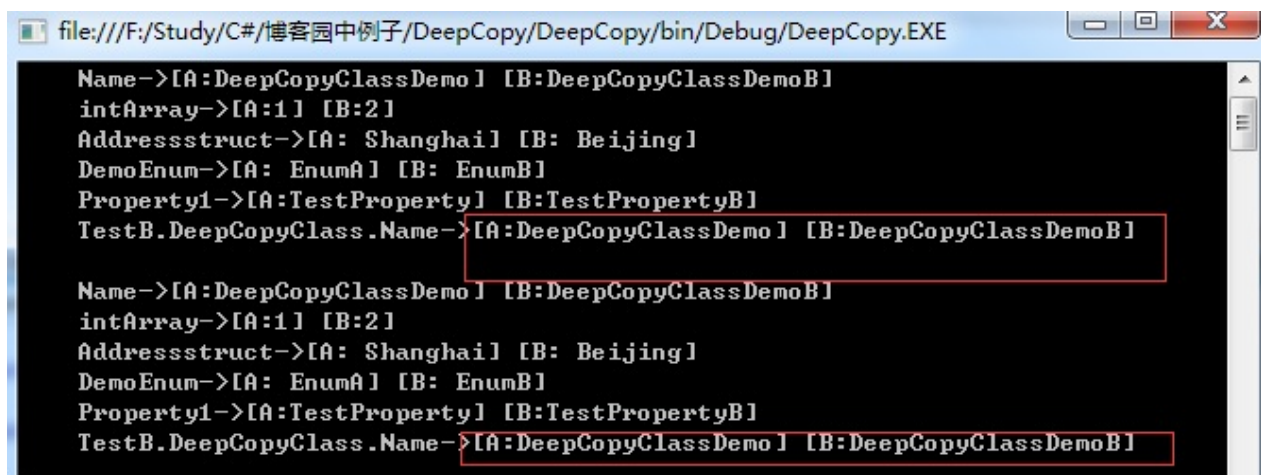 file:///F:/Study/C#/博客园中例子/DeepCopy/DeepCopy/bin/Debug/DeepCopy.EXE
Name->[A:DeepCopyClassDemo] [B:DeepCopyClassDemoB]
intArray->[A:1] [B:2]
Addressstruct->[A: Shanghai] [B: Beijing]
DemoEnum->[A: EnumA] [B: EnumB]
Property1->[A:TestProperty] [B:TestPropertyB]
TestB.DeepCopyClass.Name->[A:DeepCopyClassDemo] [B:DeepCopyClassDemoB]
Name->[A:DeepCopyClassDemo] [B:DeepCopyClassDemoB]
intArray->[A:1] [B:2]
Addressstruct->[A: Shanghai] [B: Beijing]
DemoEnum->[A: EnumA] [B: EnumB]
Property1->[A:TestProperty] [B:TestPropertyB]
TestB.DeepCopyClass.Name->[A:DeepCopyClassDemo] [B:DeepCopyClassDemoB]